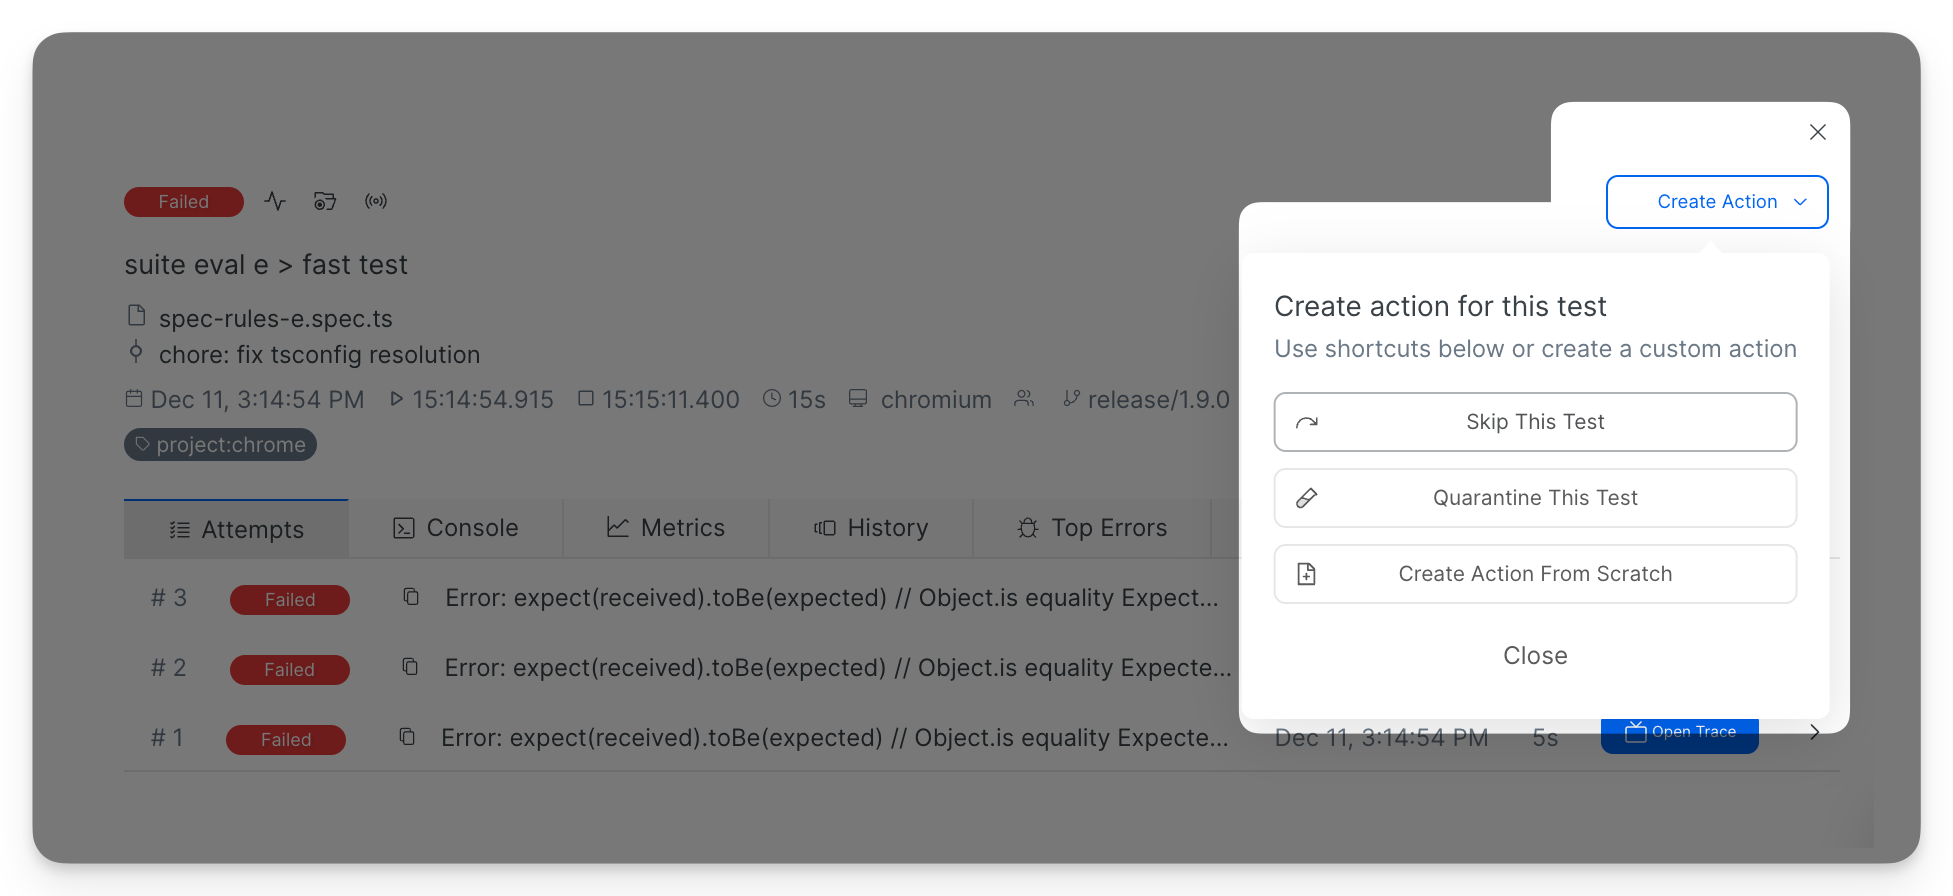 Failed
Create Action
suite eval e > fast test
spec-rules-e.spec.ts
chore: fix tsconfig resolution
Dec 11, 3:14:54 PM 15:14:54.915 15:15:11.400 15s chromium release/1.9.0
project:chrome
Create action for this test
Use shortcuts below or create a custom action
Skip This Test
Quarantine This Test
Create Action From Scratch
Close
Attempts Console Metrics History Top Errors
# 3 Failed Error: expect(received).toBe(expected) // Object.is equality Expect...
# 2 Failed Error: expect(received).toBe(expected) // Object.is equality Expecte...
# 1 Failed Error: expect(received).toBe(expected) // Object.is equality Expecte... Dec 11, 3:14:54 PM 5s Open Trace